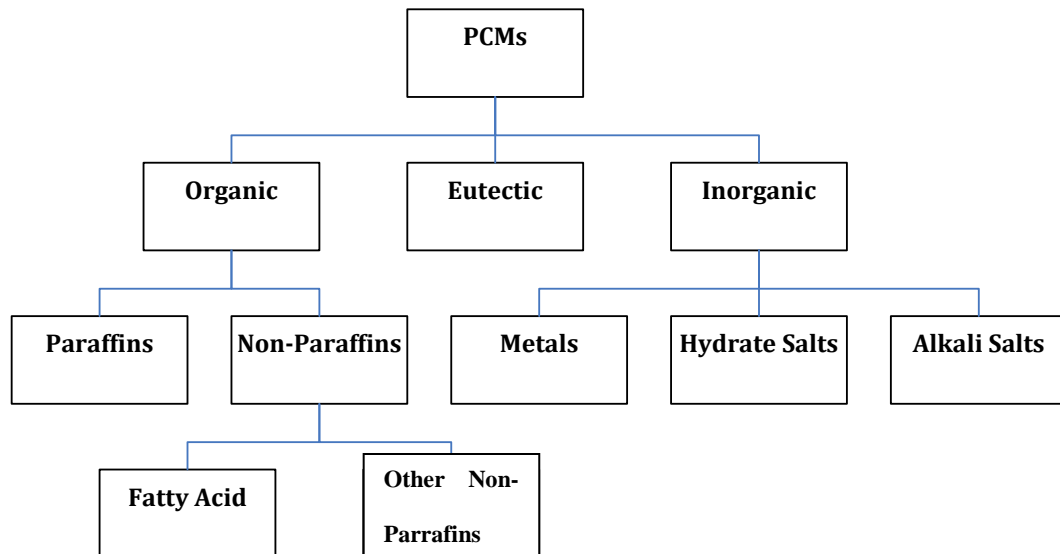 PCMs
Organic
Eutectic
Inorganic
Paraffins
Non-Paraffins
Metals
Hydrate Salts
Alkali Salts
Fatty Acid
Other Non-
Parrafins